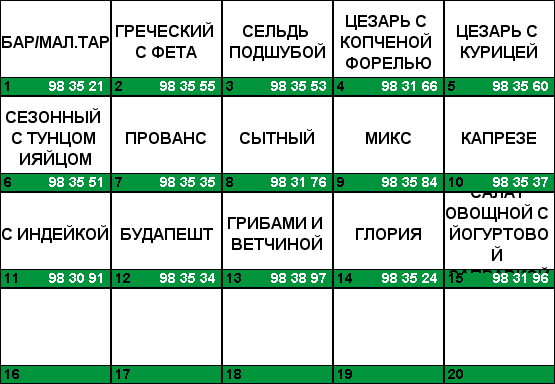 БАР/МАЛ.ТАР
1 98 35 21
ГРЕЧЕСКИЙ
С ФЕТА
2 98 35 55
СЕЛЬДЬ
ПОДШУБОЙ
3 98 35 53
ЦЕЗАРЬ С
КОПЧЕНОЙ
ФОРЕЛЬЮ
4 98 31 66
ЦЕЗАРЬ С
КУРИЦЕЙ
5 98 35 60
СЕЗОННЫЙ
С ТУНЦОМ
ИЯЙЦОМ
6 98 35 51
ПРОВАНС
7 98 35 35
СЫТНЫЙ
8 98 31 76
МИКС
9 98 35 84
КАПРЕЗЕ
10 98 35 37
С ИНДЕЙКОЙ
11 98 30 91
БУДАПЕШТ
12 98 35 34
ГРИБАМИ И
ВЕТЧИНОЙ
13 98 38 97
ГЛОРИЯ
14 98 35 24
САЛАТ
ОВОЩНОЙ С
ЙОГУРТОВО
Й
15 98 31 96
16
17
18
19
20